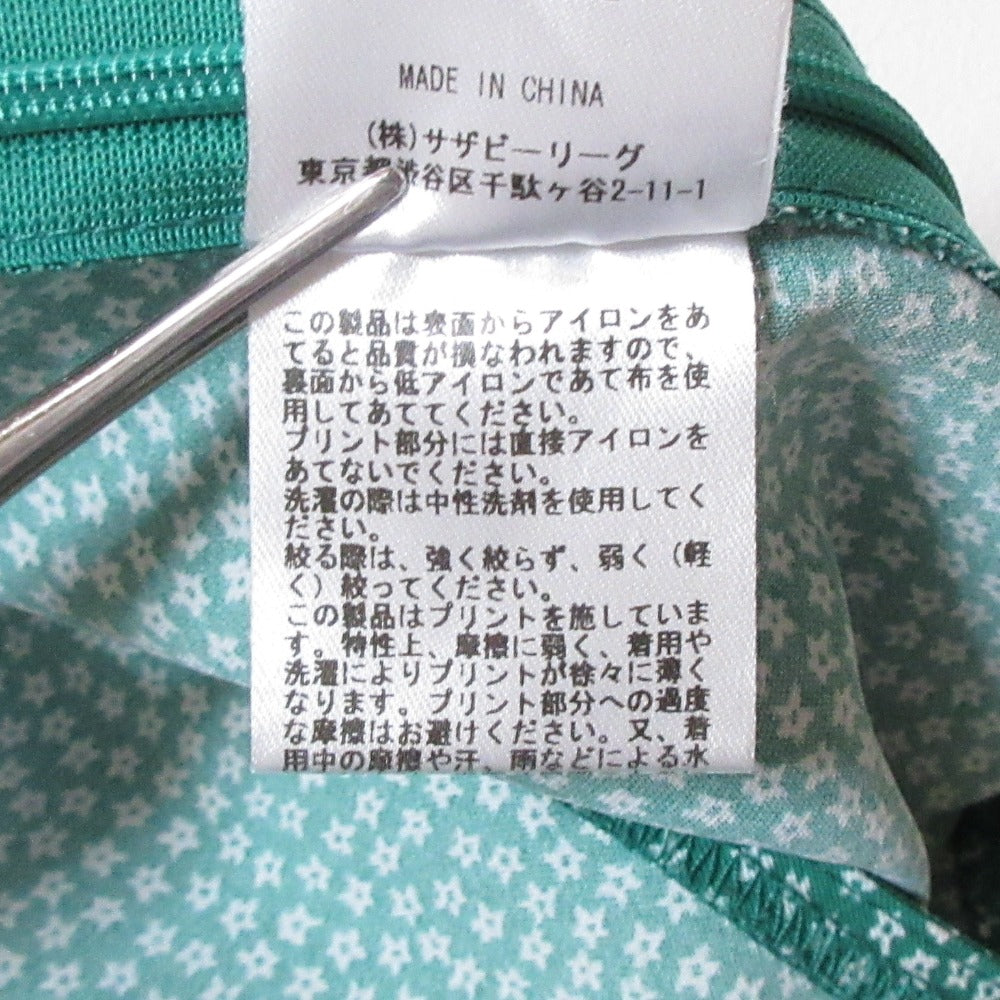 MADE IN CHINA
(株)サザビーリーグ
東京都渋谷区千駄ヶ谷2-11-1
この製品は表面からアイロンをあ
てると品質が損なわれますので、
裏面から低アイロンであて布を使
用してあててください。
プリント部分には直接アイロンを
あてないでください。
洗濯の際は中性洗剤を使用してく
ださい。
絞る際は、強く絞らず、弱く(軽
く)絞ってください。
この製品はプリントを施していま
す。特性上、摩擦に弱く、着用や
洗濯によりプリントが徐々に薄く
なります。プリント部分への過度
な摩擦はお避けください。又、着
用中の摩擦や汗、雨などによる水